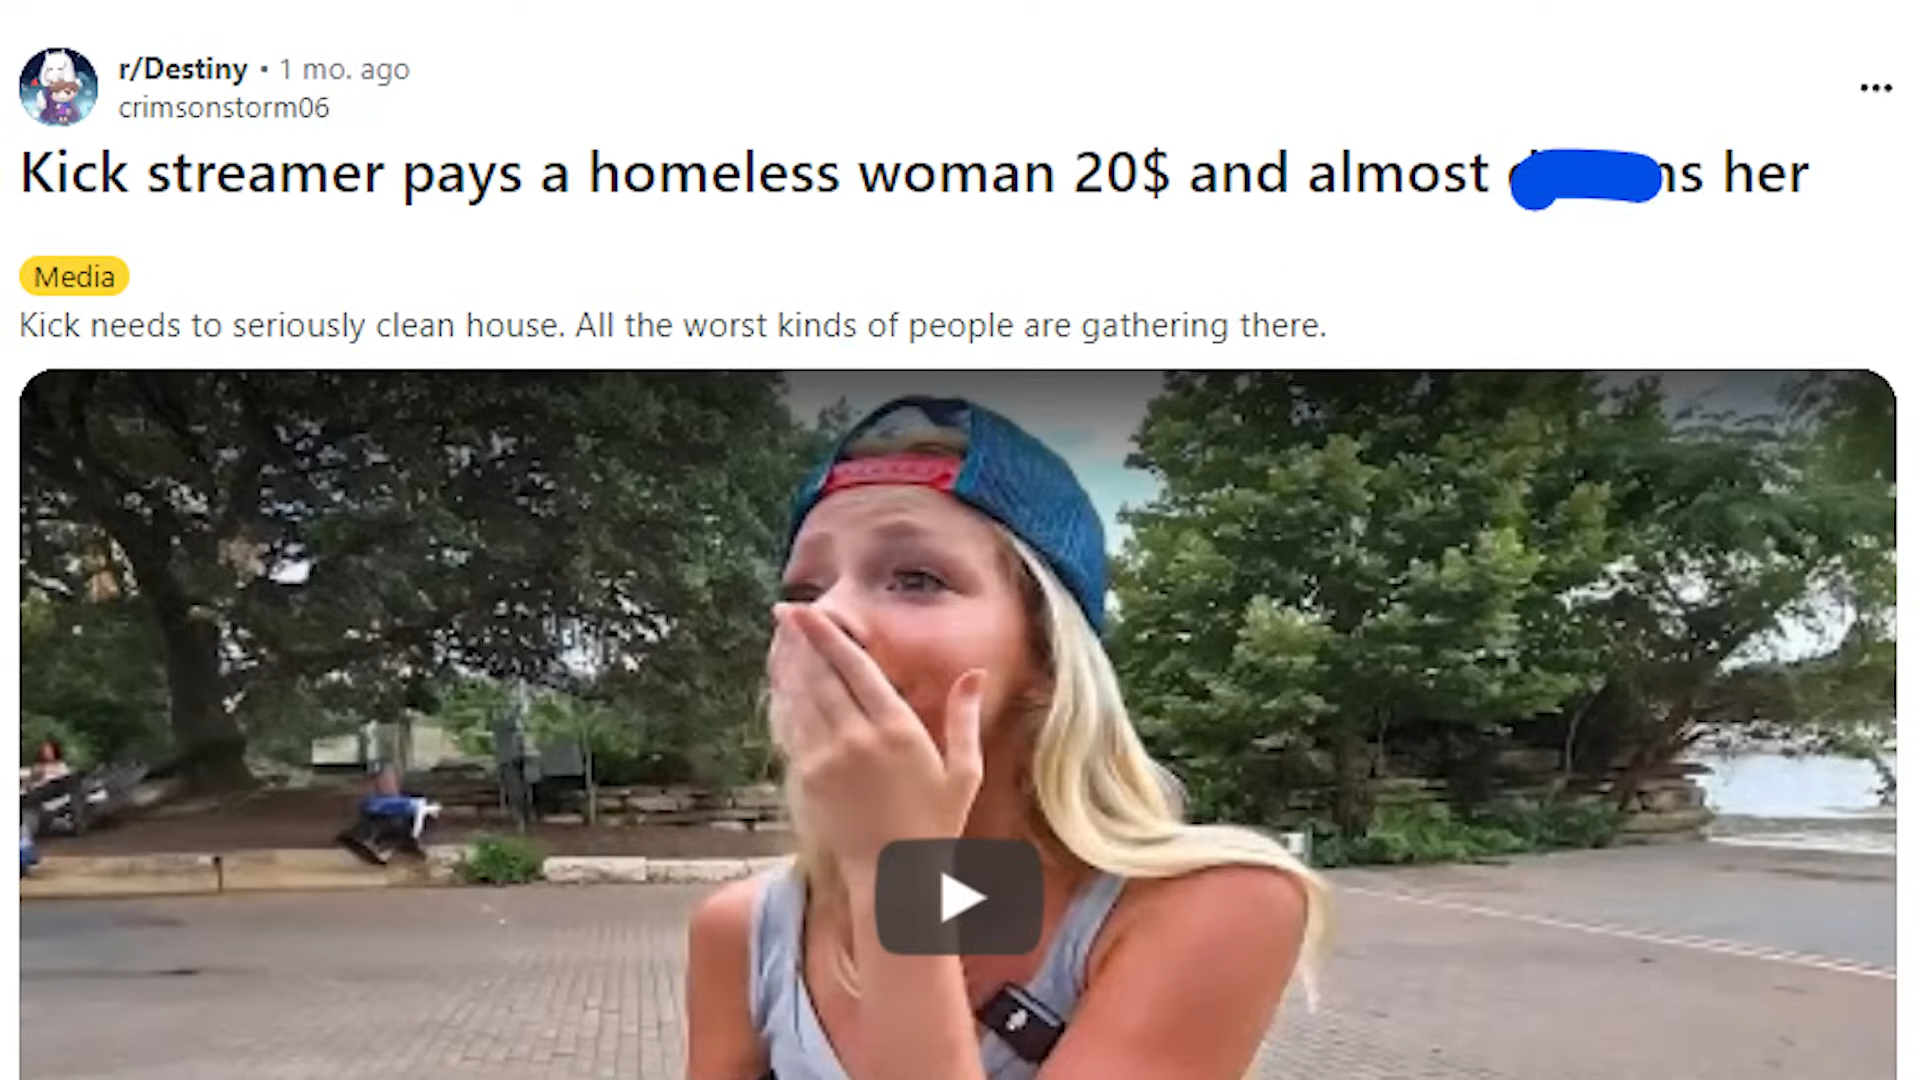 r/Destiny • 1 mo. ago
crimsonstorm06
Kick streamer pays a homeless woman 20$ and almost her
Media
Kick needs to seriously clean house. All the worst kinds of people are gathering there.